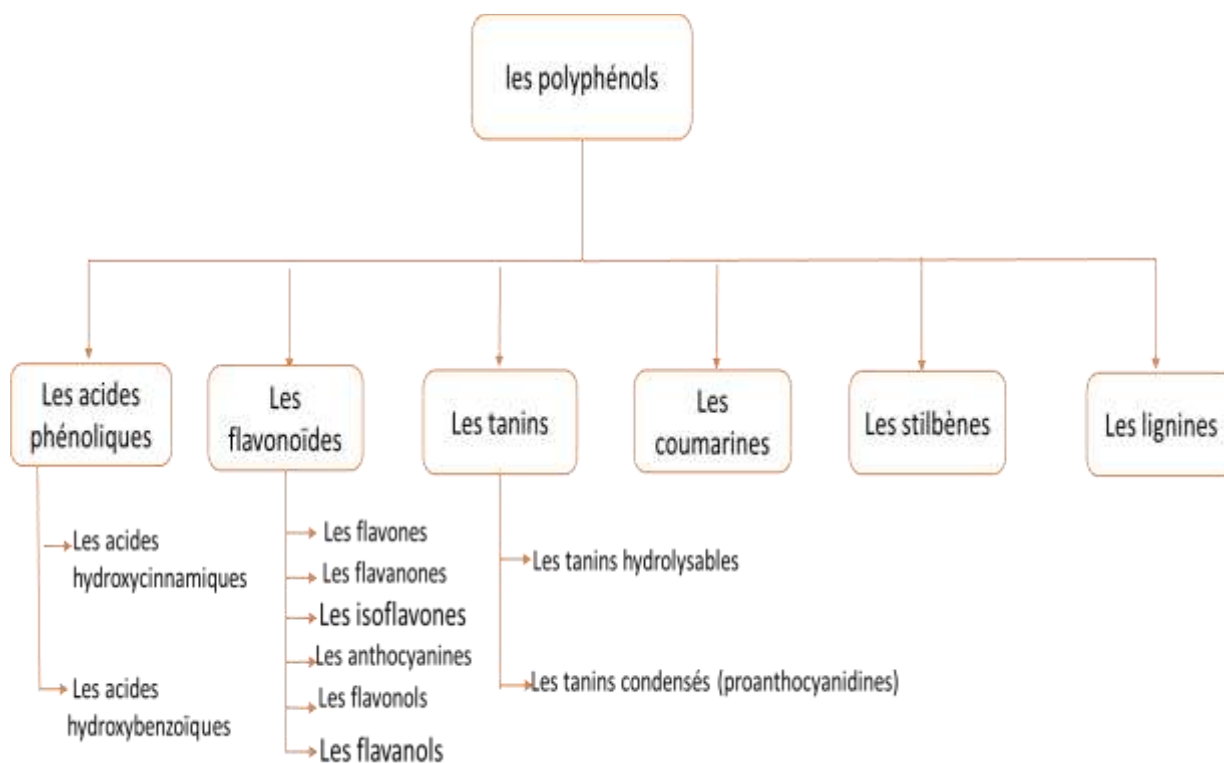 les polyphénols
Les acides
phénoliques
Les
flavonoïdes
Les tanins
Les
coumarines
Les stilbènes
Les lignines
Les acides
hydroxycinnamiques
Les acides
hydroxybenzoïques
Les flavones
Les flavanones
Les isoflavones
Les anthocyanines
Les flavonols
Les flavanols
Les tanins hydrolysables
Les tanins condensés (proanthocyanidines)